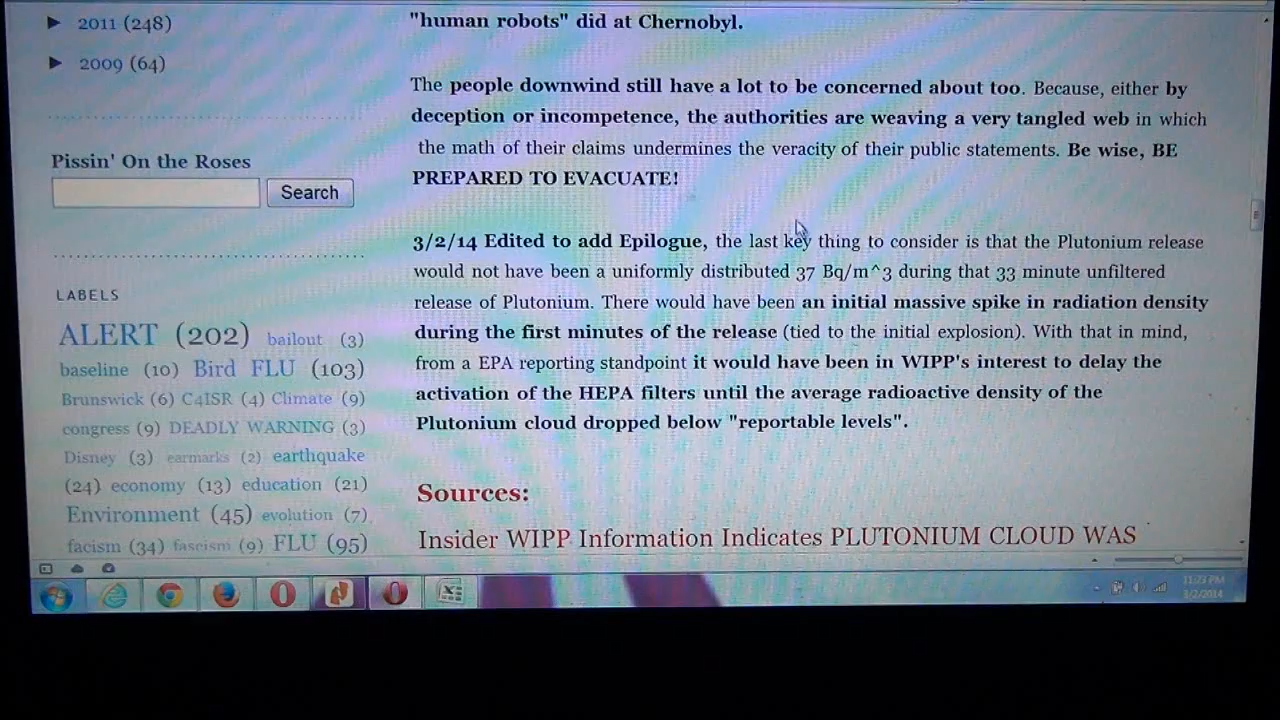 ► 2011 (248)
► 2009 (64)
Pissin' On the Roses
Search
LABELS
ALERT (202) bailout (3)
baseline (10) Bird FLU (103)
Brunswick (6) C4ISR (4) Climate (9)
congress (9) DEADLY WARNING (3)
Disney (3) earmarks (2) earthquake
(24) economy (13) education (21)
Environment (45) evolution (7)
facism (34) fascism (9) FLU (95)
"human robots" did at Chernobyl.
The people downwind still have a lot to be concerned about too. Because, either by
deception or incompetence, the authorities are weaving a very tangled web in which
the math of their claims undermines the veracity of their public statements. Be wise, BE
PREPARED TO EVACUATE!
3/2/14 Edited to add Epilogue, the last key thing to consider is that the Plutonium release
would not have been a uniformly distributed 37 Bq/m^3 during that 33 minute unfiltered
release of Plutonium. There would have been an initial massive spike in radiation density
during the first minutes of the release (tied to the initial explosion). With that in mind,
from a EPA reporting standpoint it would have been in WIPP's interest to delay the
activation of the HEPA filters until the average radioactive density of the
Plutonium cloud dropped below "reportable levels".
Sources:
Insider WIPP Information Indicates PLUTONIUM CLOUD WAS
11:23 PM
3/2/2014